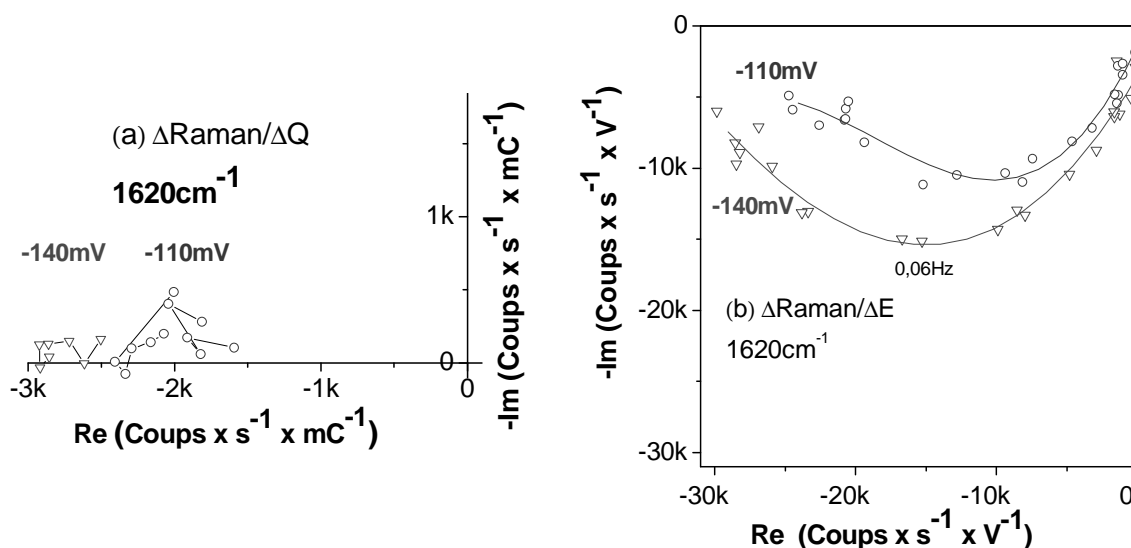 (a) ΔRaman/ΔQ
1620cm⁻¹
-140mV -110mV
1k
0
-3k -2k -1k 0
Re (Coups x s⁻¹ x mC⁻¹)
-Im (Coups x s⁻¹ x mC⁻¹)
0
-10k
-20k
-30k
-Im (Coups x s⁻¹ x V⁻¹)
-110mV
-140mV
0,06Hz
(b) ΔRaman/ΔE
1620cm⁻¹
-30k -20k -10k 0
Re (Coups x s⁻¹ x V⁻¹)